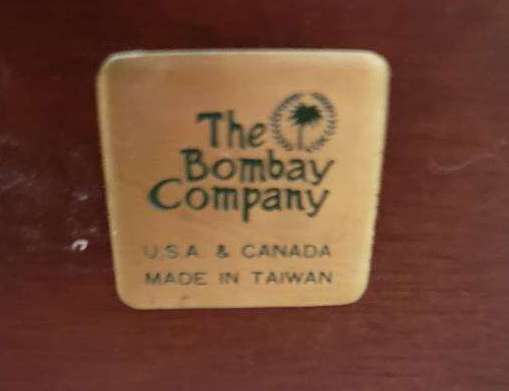 The
Bombay
Company
U.S.A & CANADA
MADE IN TAIWAN